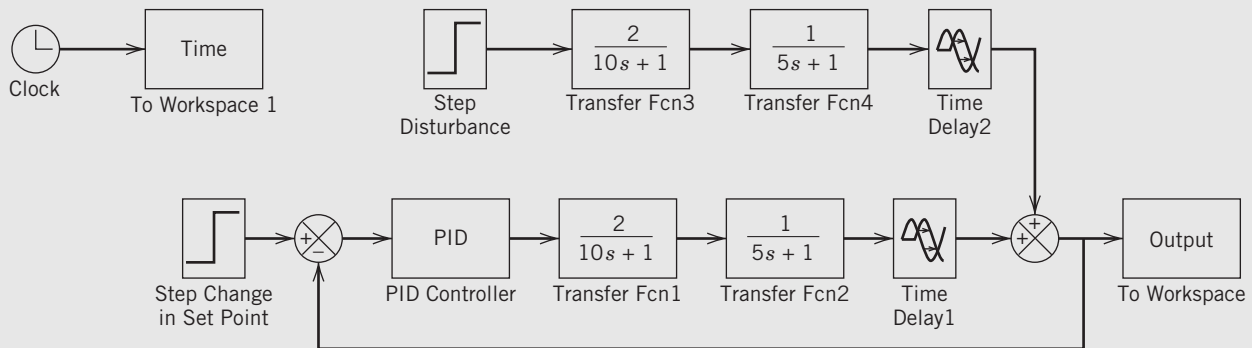 Time
Clock
To Workspace 1
Step
Disturbance
2
10s + 1
Transfer Fcn3
1
5s + 1
Transfer Fcn4
Time
Delay2
Step Change
in Set Point
+
−
PID
PID Controller
2
10s + 1
Transfer Fcn1
1
5s + 1
Transfer Fcn2
Time
Delay1
+
+
Output
To Workspace